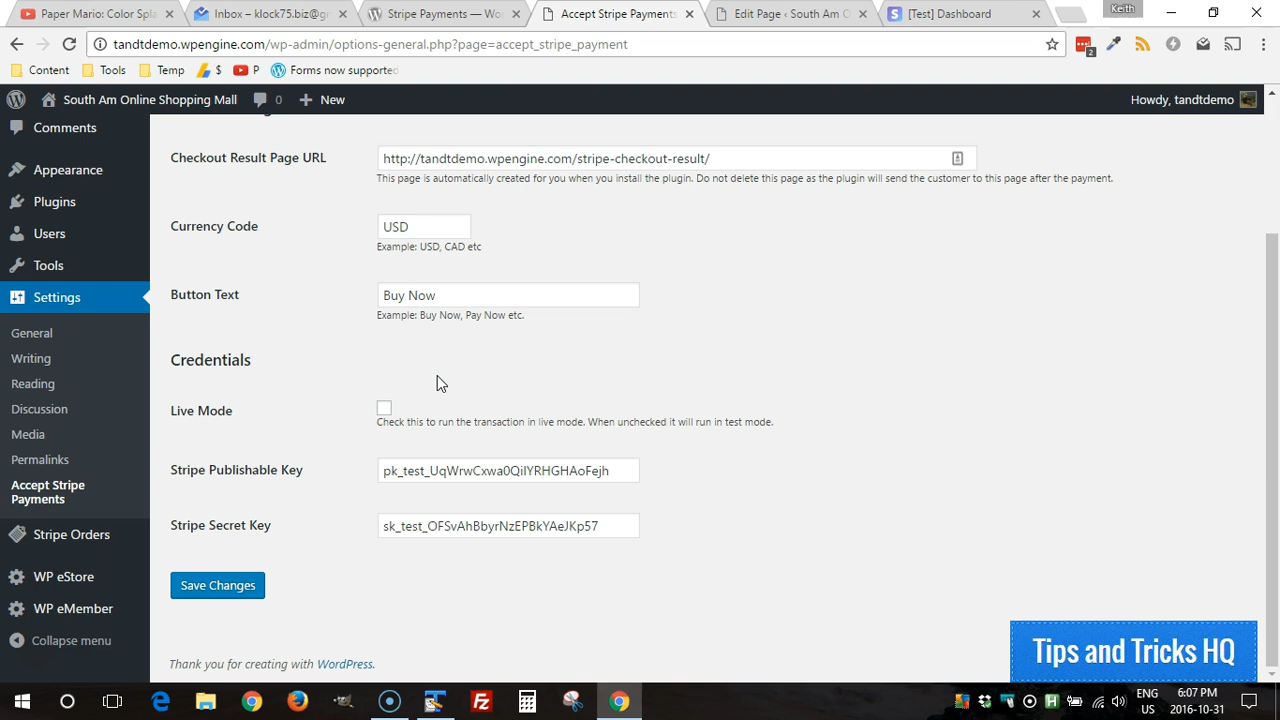 Paper Mario: Color Spla
Inbox – klock75.biz@gr
Stripe Payments — Wo
Accept Stripe Payments
Edit Page ‹ South Am O
[Test] Dashboard
Keith
tandtdemo.wpengine.com/wp-admin/options-general.php?page=accept_stripe_payment
2
Content
Tools
Temp
$
P
Forms now supported
South Am Online Shopping Mall
0
New
Howdy, tandtdemo
Comments
Appearance
Plugins
Users
Tools
Settings
General
Writing
Reading
Discussion
Media
Permalinks
Accept Stripe
Payments
Stripe Orders
WP eStore
WP eMember
Collapse menu
Checkout Result Page URL
http://tandtdemo.wpengine.com/stripe-checkout-result/
This page is automatically created for you when you install the plugin. Do not delete this page as the plugin will send the customer to this page after the payment.
Currency Code
USD
Example: USD, CAD etc
Button Text
Buy Now
Example: Buy Now, Pay Now etc.
Credentials
Live Mode
Check this to run the transaction in live mode. When unchecked it will run in test mode.
Stripe Publishable Key
pk_test_UqWrwCxwa0QiIYRHGHAoFejh
Stripe Secret Key
sk_test_OFSvAhBbyrNzEPBkYAeJKp57
Save Changes
Thank you for creating with WordPress.
Tips and Tricks HQ
ENG
US
6:07 PM
2016-10-31